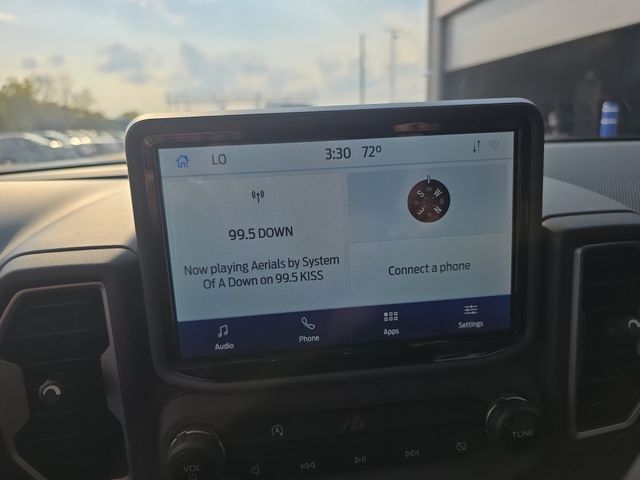 LO 3:30 72º
99.5 DOWN
Now playing Aerials by System
Of A Down on 99.5 KISS
S W E N
Connect a phone
Audio Phone Apps Settings
VOL TUNE